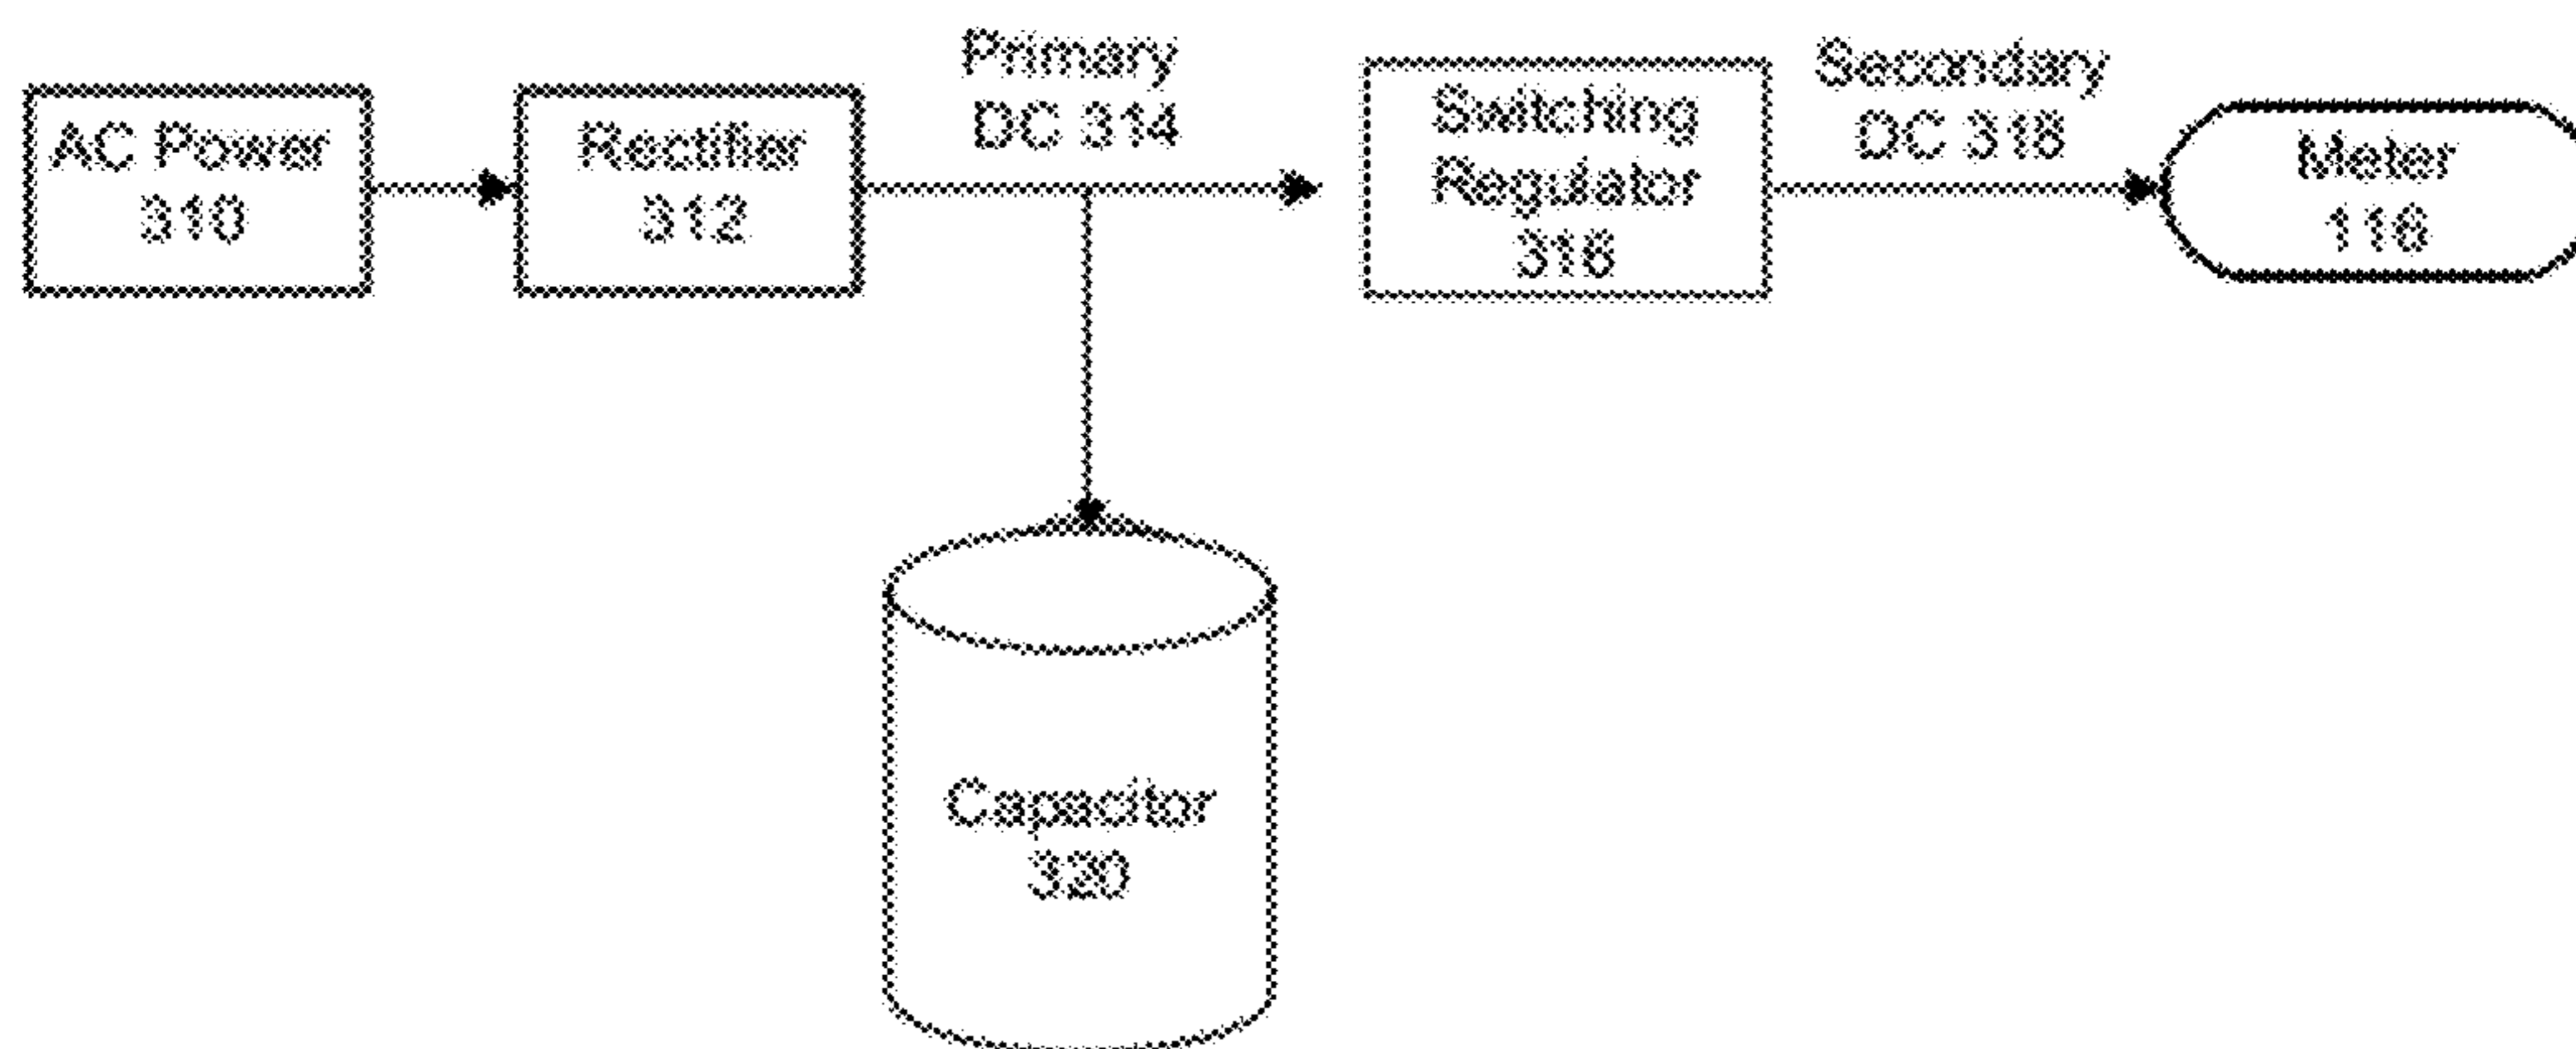 AC Power
310
Rectifier
312
Primary
DC 314
Switching
Regulator
316
Secondary
DC 318
Meter
116
Capacitor
320